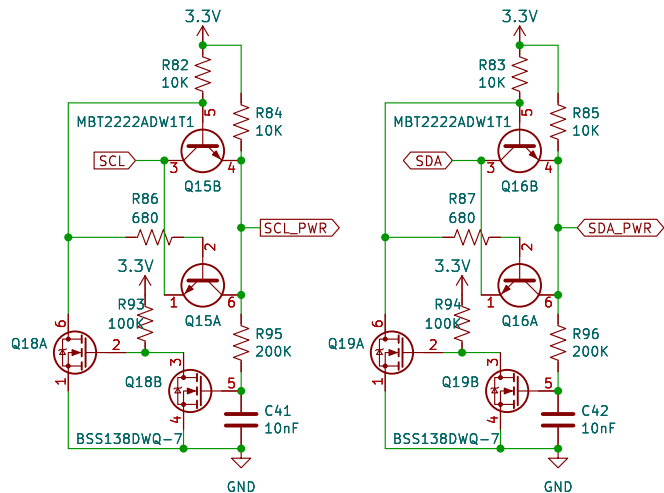 3.3V
3.3V
R82
10K
5
R84
10K
MBT2222ADW1T1
SCL
3
4
Q15B
R86
680
2
SCL_PWR
3.3V
1
6
Q15A
R93
100K
R95
200K
6
Q18A
2
1
3
Q18B
5
4
C41
10nF
BSS138DWQ-7
GND
R83
10K
5
R85
10K
MBT2222ADW1T1
SDA
3
4
Q16B
R87
680
2
SDA_PWR
3.3V
1
6
Q16A
R94
100K
R96
200K
6
Q19A
2
1
3
Q19B
5
4
C42
10nF
BSS138DWQ-7
GND